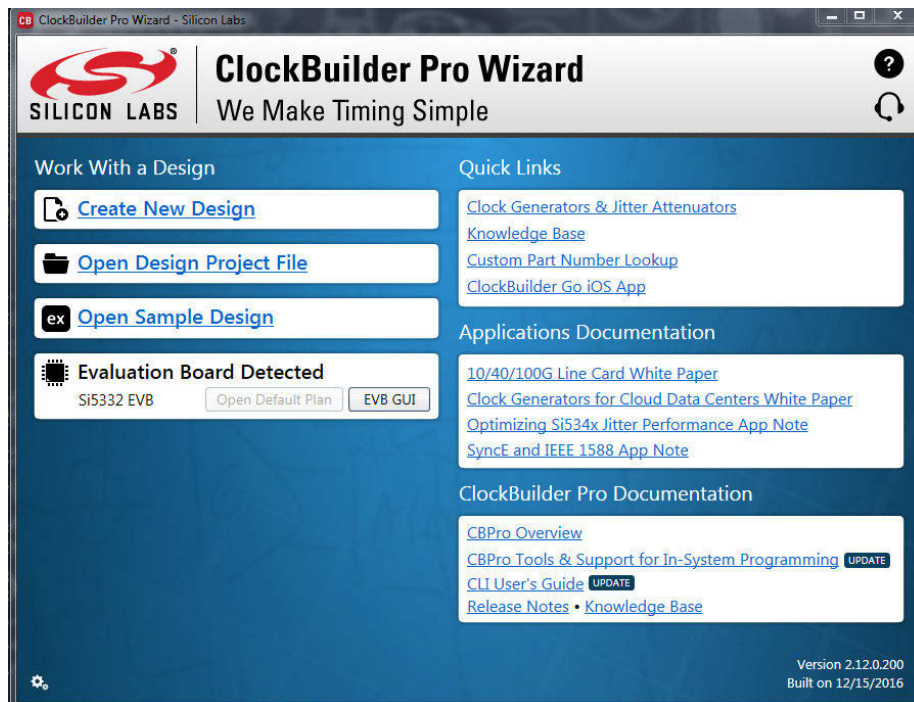 CB ClockBuilder Pro Wizard - Silicon Labs
SILICON LABS
ClockBuilder Pro Wizard
We Make Timing Simple
?
Work With a Design
Create New Design
Open Design Project File
ex Open Sample Design
Evaluation Board Detected
Si5332 EVB Open Default Plan EVB GUI
Quick Links
Clock Generators & Jitter Attenuators
Knowledge Base
Custom Part Number Lookup
ClockBuilder Go iOS App
Applications Documentation
10/40/100G Line Card White Paper
Clock Generators for Cloud Data Centers White Paper
Optimizing Si534x Jitter Performance App Note
SyncE and IEEE 1588 App Note
ClockBuilder Pro Documentation
CBPro Overview
CBPro Tools & Support for In-System Programming UPDATE
CLI User's Guide UPDATE
Release Notes • Knowledge Base
Version 2.12.0.200
Built on 12/15/2016